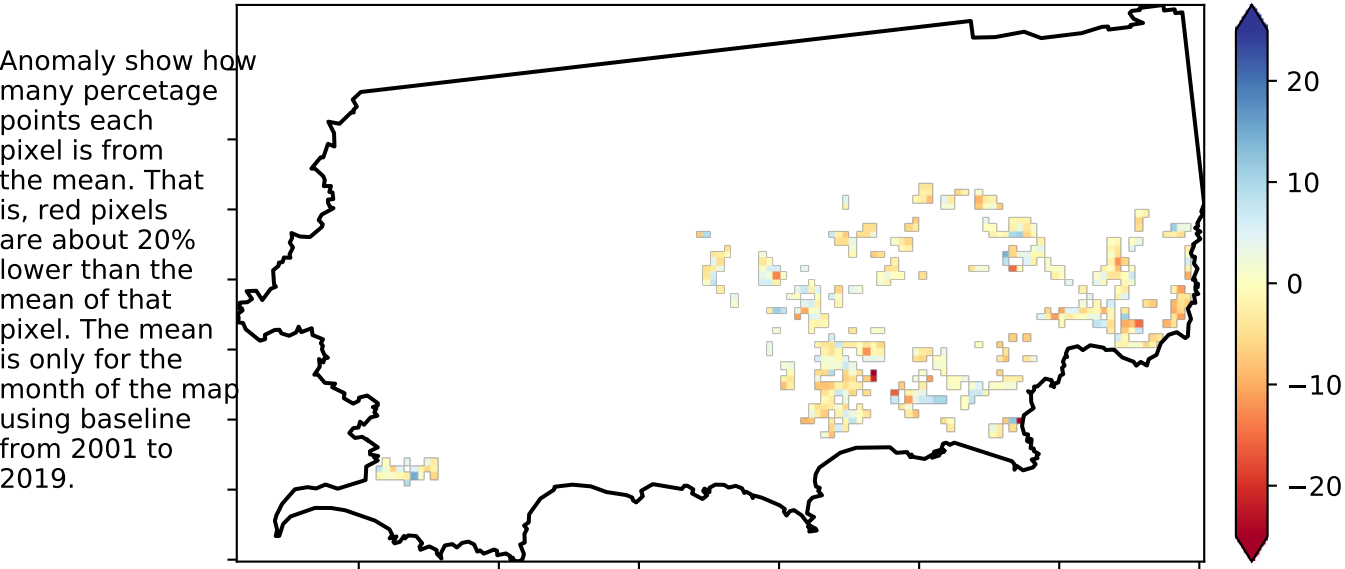 Anomaly show how
many percetage
points each
pixel is from
the mean. That
is, red pixels
are about 20%
lower than the
mean of that
pixel. The mean
is only for the
month of the map
using baseline
from 2001 to
2019.
20
10
0
−10
−20